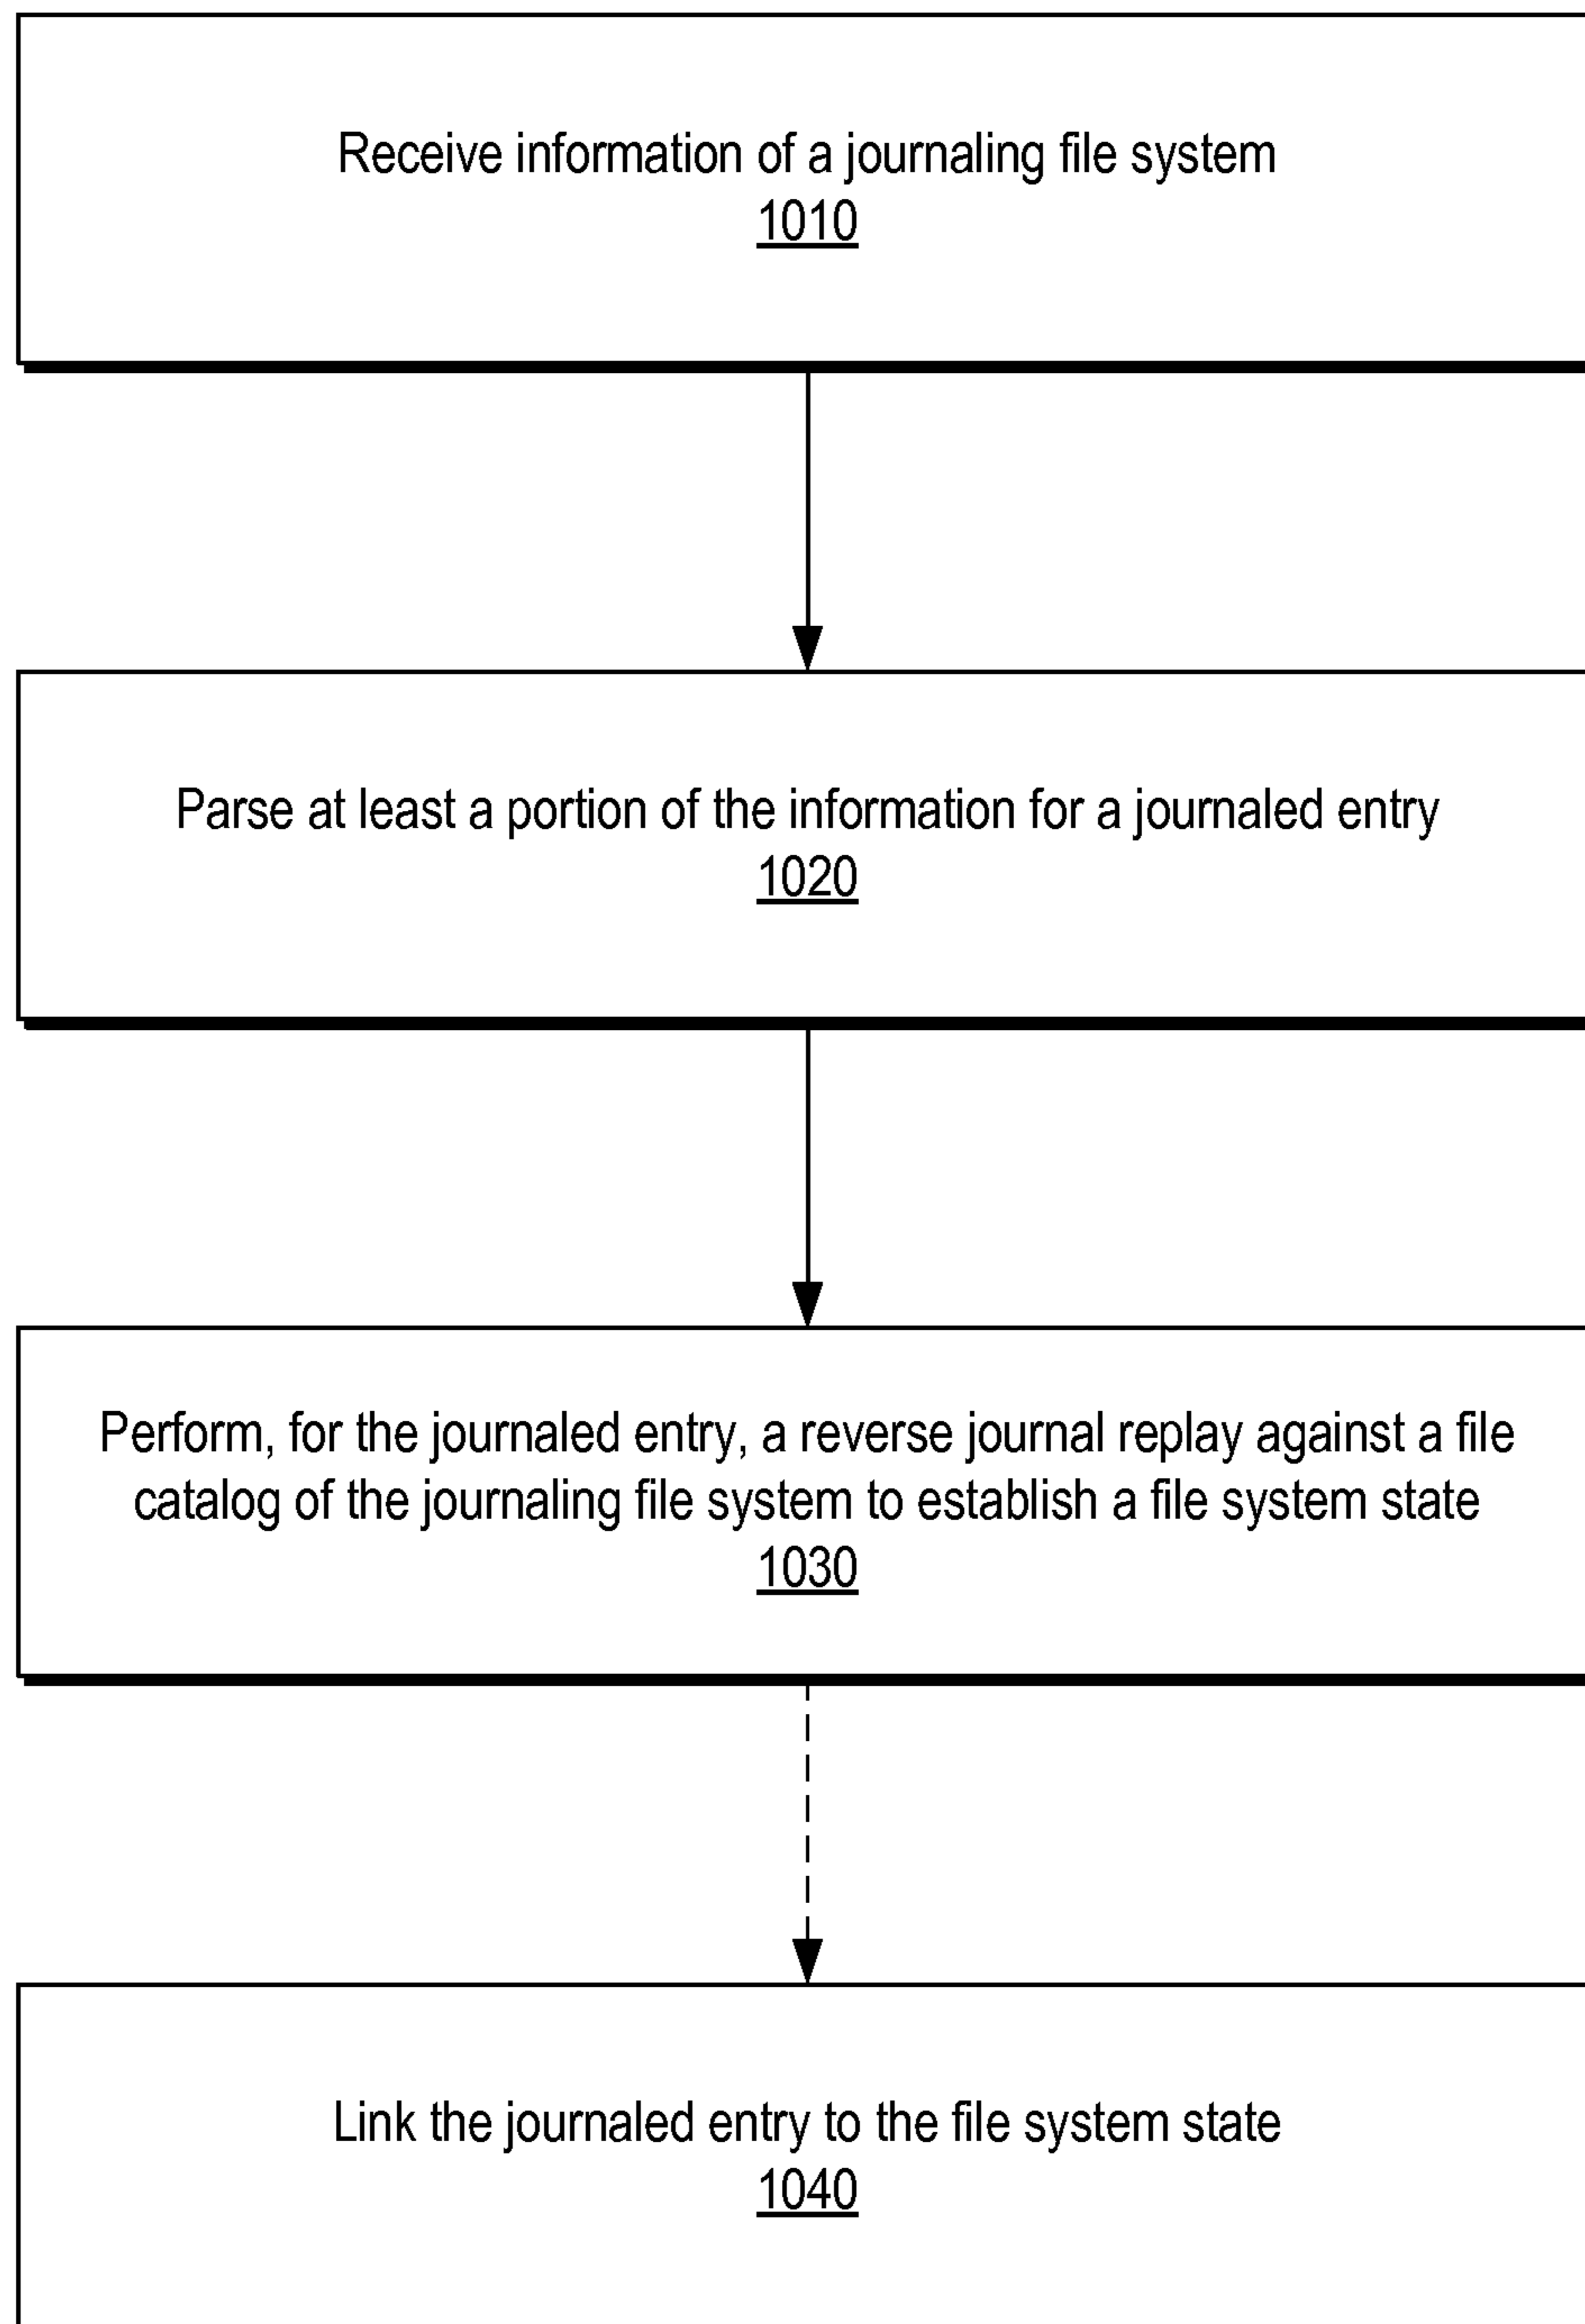 Receive information of a journaling file system
1010
Parse at least a portion of the information for a journaled entry
1020
Perform, for the journaled entry, a reverse journal replay against a file
catalog of the journaling file system to establish a file system state
1030
Link the journaled entry to the file system state
1040